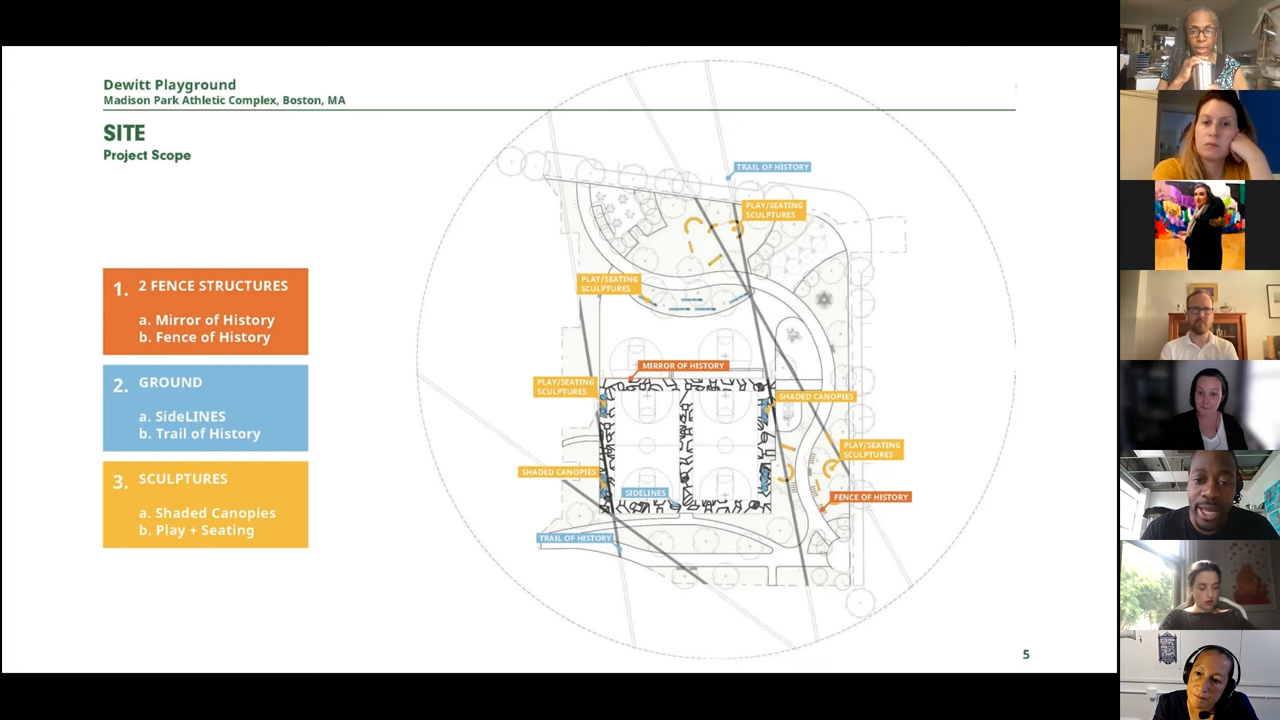 Dewitt Playground
Madison Park Athletic Complex, Boston, MA
SITE
Project Scope
1. 2 FENCE STRUCTURES
a. Mirror of History
b. Fence of History
2. GROUND
a. SideLINES
b. Trail of History
3. SCULPTURES
a. Shaded Canopies
b. Play + Seating
TRAIL OF HISTORY
PLAY/SEATING
SCULPTURES
PLAY/SEATING
SCULPTURES
MIRROR OF HISTORY
PLAY/SEATING
SCULPTURES
SHADED CANOPIES
PLAY/SEATING
SCULPTURES
SHADED CANOPIES
SIDELINES
FENCE OF HISTORY
TRAIL OF HISTORY
5